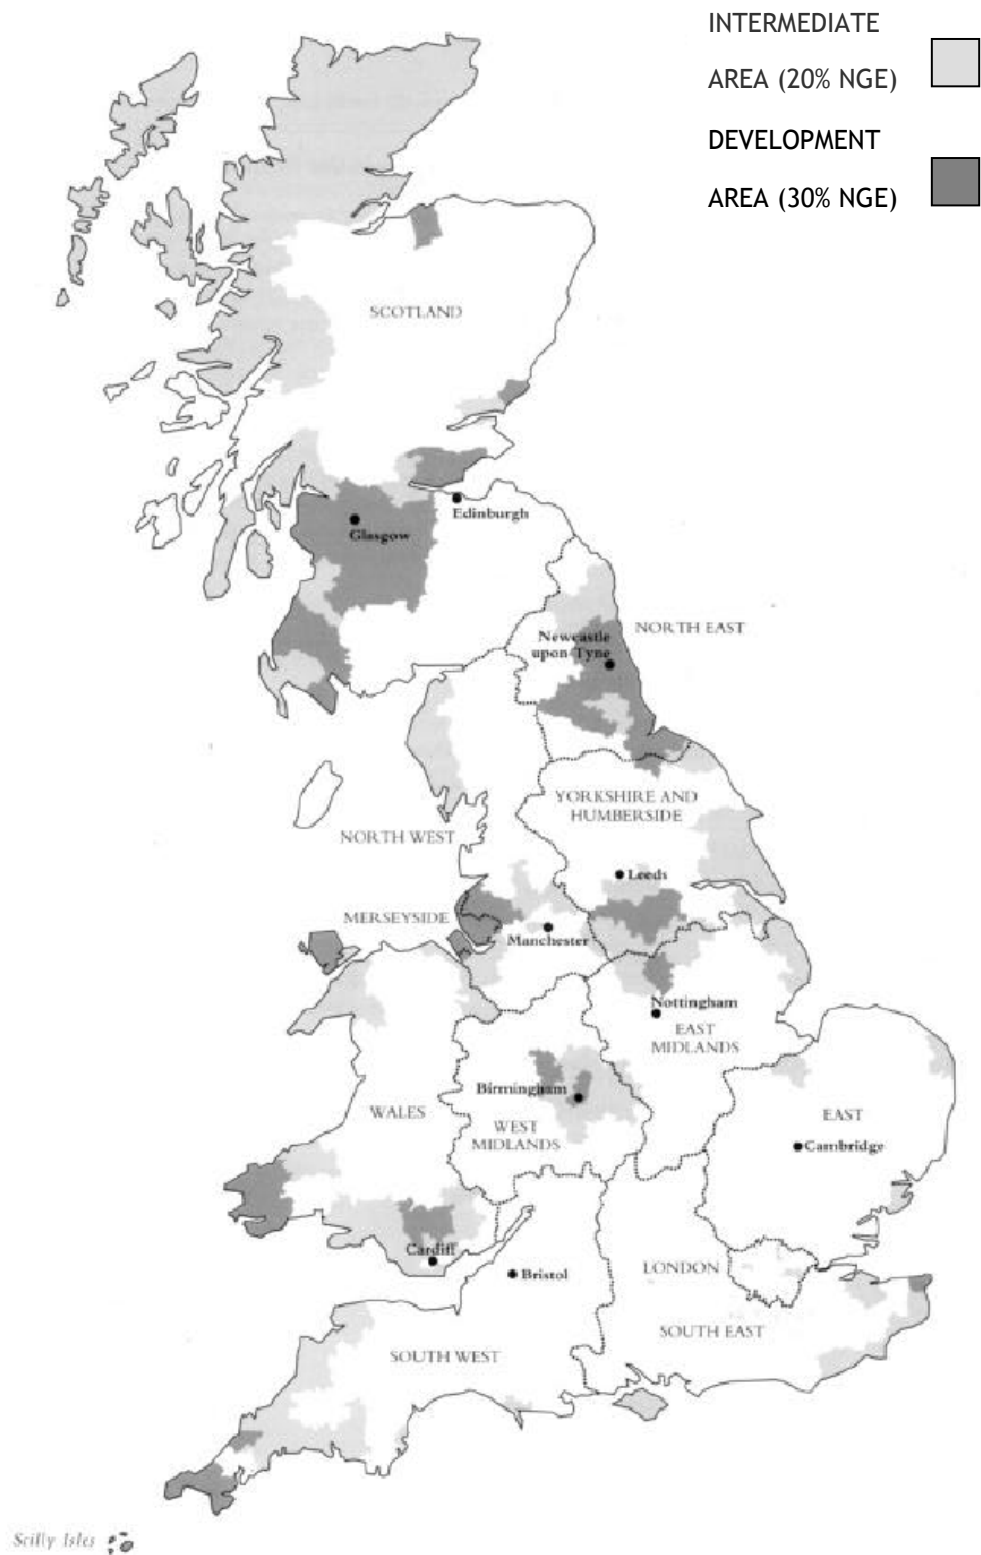 INTERMEDIATE
AREA (20% NGE)
DEVELOPMENT
AREA (30% NGE)
SCOTLAND
Edinburgh
Glasgow
NORTH EAST
Newcastle
upon Tyne
YORKSHIRE AND
HUMBERSIDE
NORTH WEST
Leeds
MERSEYSIDE
Manchester
Nottingham
EAST
MIDLANDS
Birmingham
WALES
WEST
MIDLANDS
EAST
Cambridge
Cardiff
Bristol
LONDON
SOUTH EAST
SOUTH WEST
Scilly Isles